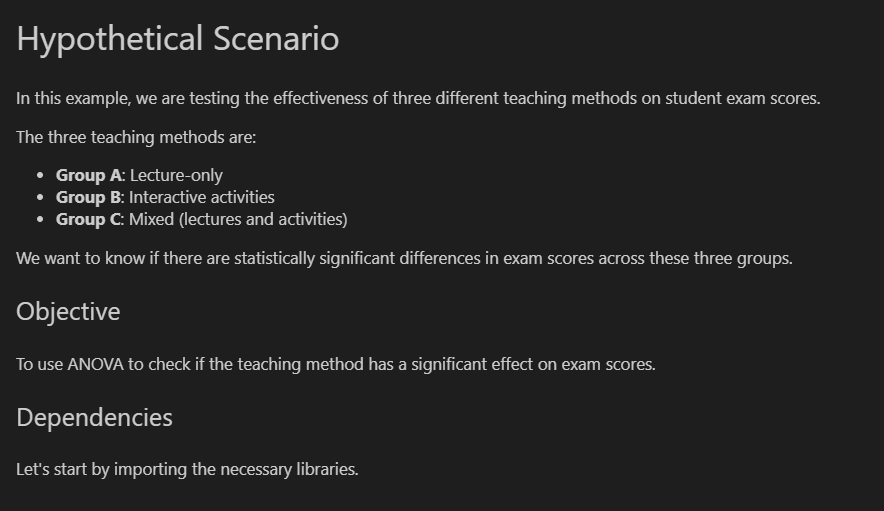 Hypothetical Scenario
In this example, we are testing the effectiveness of three different teaching methods on student exam scores.
The three teaching methods are:
• Group A: Lecture-only
• Group B: Interactive activities
• Group C: Mixed (lectures and activities)
We want to know if there are statistically significant differences in exam scores across these three groups.
Objective
To use ANOVA to check if the teaching method has a significant effect on exam scores.
Dependencies
Let's start by importing the necessary libraries.